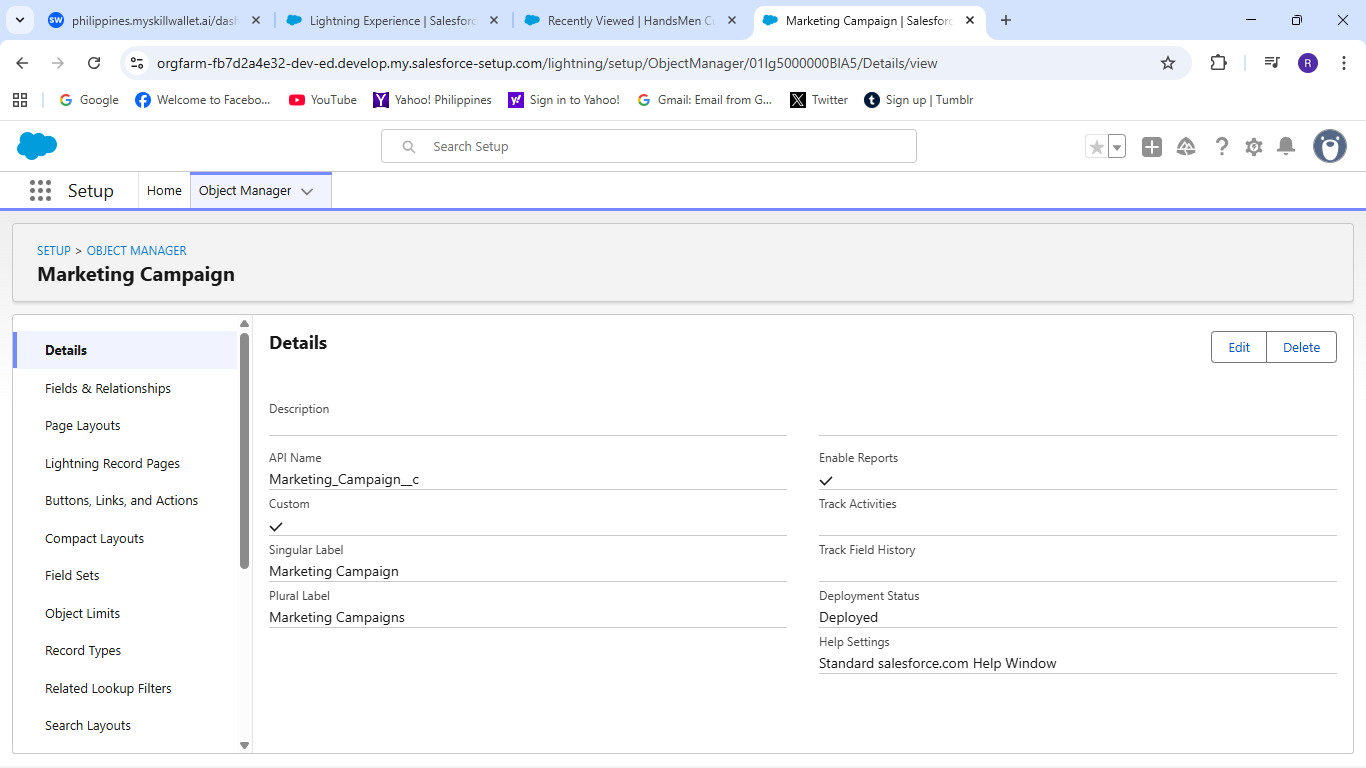 philippines.myskillwallet.ai/dash
Lightning Experience | Salesforc
Recently Viewed | HandsMen C
Marketing Campaign | Salesforc
orgfarm-fb7d2a4e32-dev-ed.develop.my.salesforce-setup.com/lightning/setup/ObjectManager/01Ig5000000BIA5/Details/view
R
Google
Welcome to Facebo...
YouTube
Yahoo! Philippines
Sign in to Yahoo!
Gmail: Email from G...
Twitter
Sign up | Tumblr
Search Setup
Setup
Home
Object Manager
SETUP > OBJECT MANAGER
Marketing Campaign
Details
Fields & Relationships
Page Layouts
Lightning Record Pages
Buttons, Links, and Actions
Compact Layouts
Field Sets
Object Limits
Record Types
Related Lookup Filters
Search Layouts
Details
Edit
Delete
Description
API Name
Marketing_Campaign__c
Custom
Singular Label
Marketing Campaign
Plural Label
Marketing Campaigns
Enable Reports
Track Activities
Track Field History
Deployment Status
Deployed
Help Settings
Standard salesforce.com Help Window